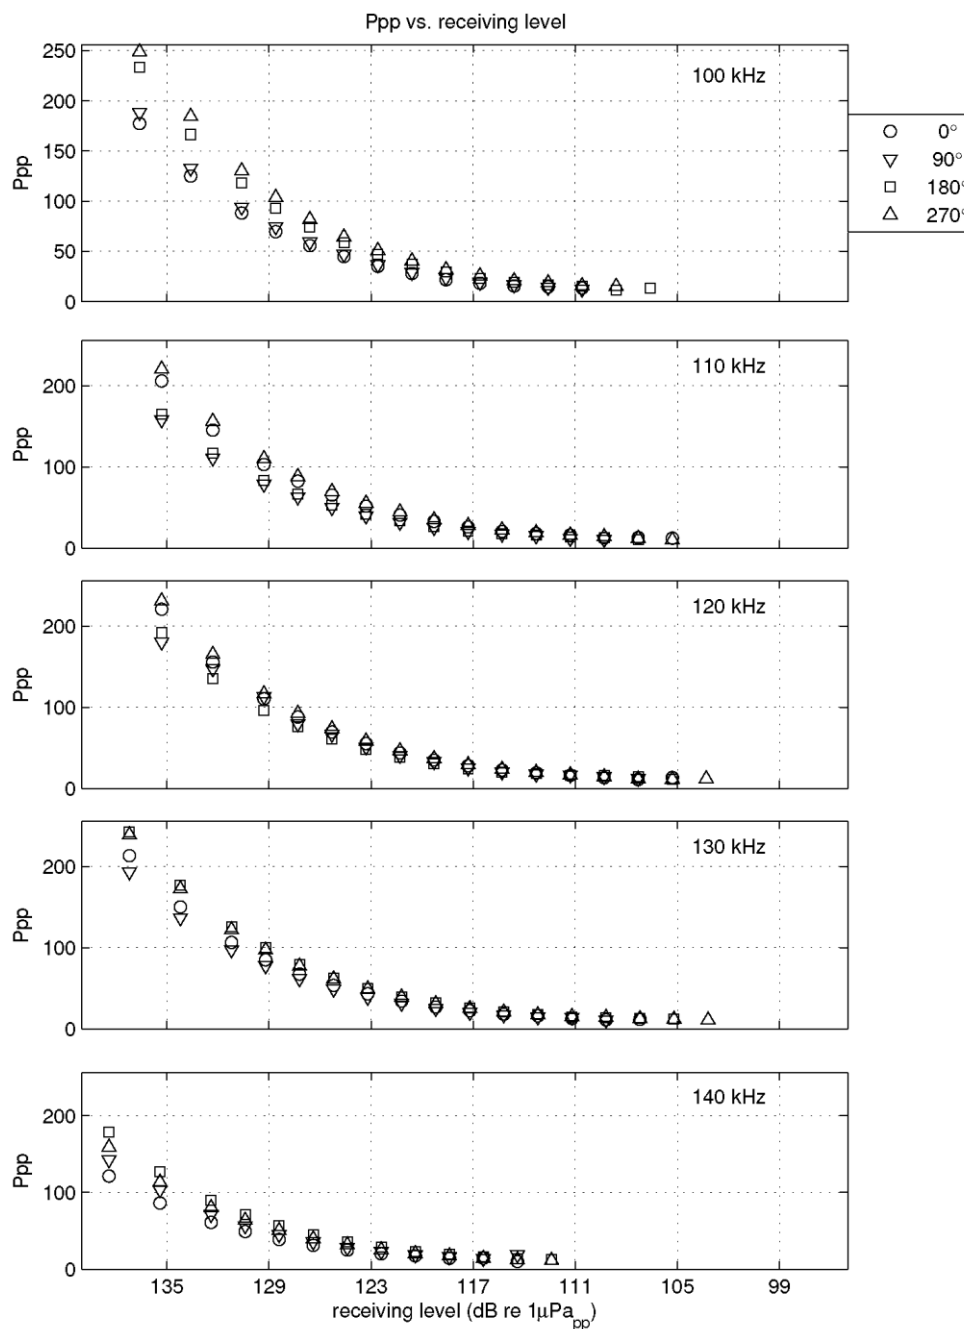 Ppp vs. receiving level
250
200
150
100
50
0
Ppp
100 kHz
0°
90°
180°
270°
200
100
0
Ppp
110 kHz
200
100
0
Ppp
120 kHz
200
100
0
Ppp
130 kHz
200
100
0
Ppp
140 kHz
135 129 123 117 111 105 99
receiving level (dB re 1μPa_pp)